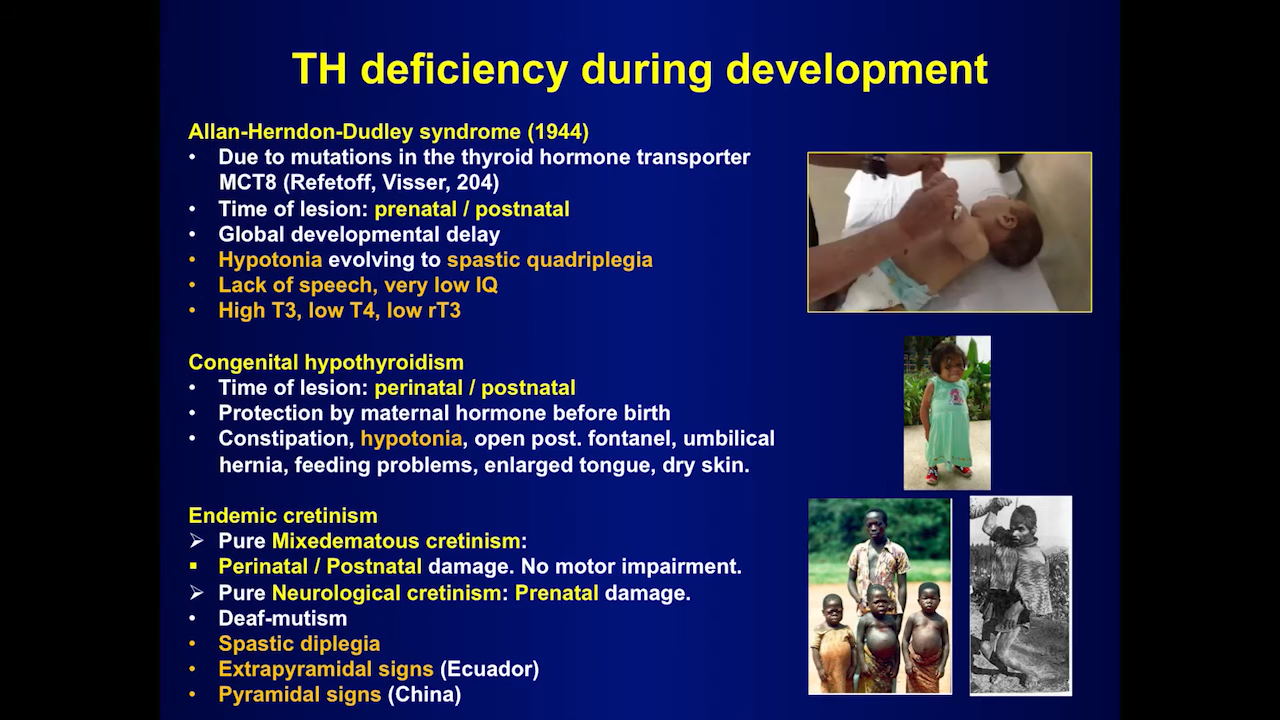 TH deficiency during development
Allan-Herndon-Dudley syndrome (1944)
• Due to mutations in the thyroid hormone transporter
MCT8 (Refetoff, Visser, 204)
• Time of lesion: prenatal / postnatal
• Global developmental delay
• Hypotonia evolving to spastic quadriplegia
• Lack of speech, very low IQ
• High T3, low T4, low rT3
Congenital hypothyroidism
• Time of lesion: perinatal / postnatal
• Protection by maternal hormone before birth
• Constipation, hypotonia, open post. fontanel, umbilical
hernia, feeding problems, enlarged tongue, dry skin.
Endemic cretinism
➢ Pure Mixedematous cretinism:
▪ Perinatal / Postnatal damage. No motor impairment.
➢ Pure Neurological cretinism: Prenatal damage.
• Deaf-mutism
• Spastic diplegia
• Extrapyramidal signs (Ecuador)
• Pyramidal signs (China)